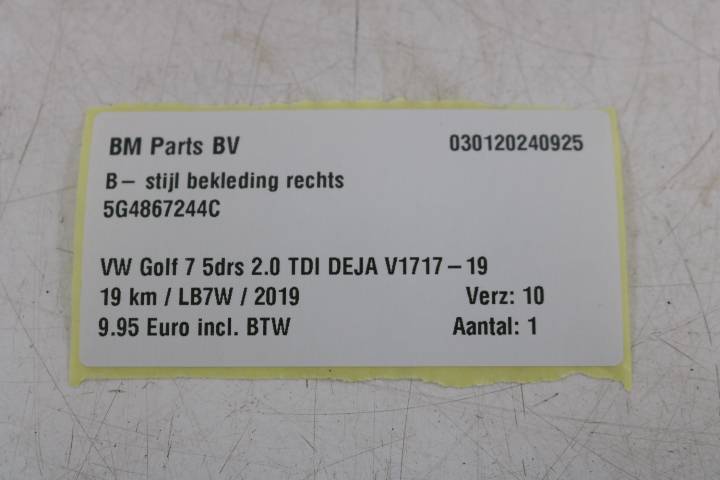 BM Parts BV 030120240925
B– stijl bekleding rechts
5G4867244C
VW Golf 7 5drs 2.0 TDI DEJA V1717 – 19
19 km / LB7W / 2019 Verz: 10
9.95 Euro incl. BTW Aantal: 1